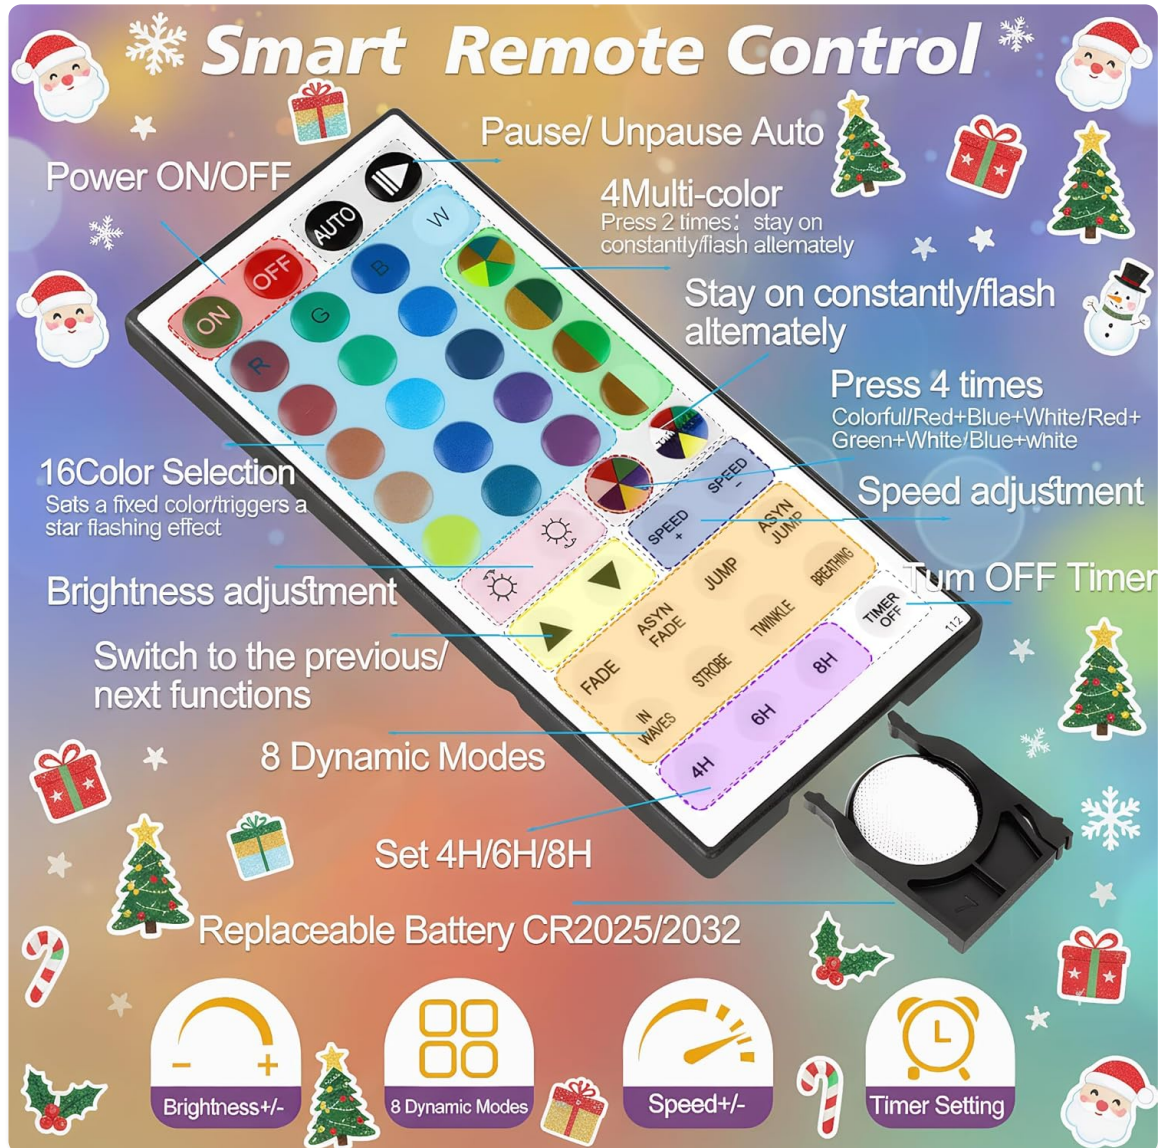 Smart Remote Control
Pause/ Unpause Auto
Power ON/OFF
4Multi-color
Press 2 times: stay on
constantly/flash allemately
Stay on constantly/flash
altemately
Press 4 times
Colorful/Red+Blue+White/Red+
Green+White/Blue+white
16Color Selection
Sats a fixed color/triggers a
star flashing effect
Speed adjustment
Brightness adjustment
Turn OFF Timer
Switch to the previous/
next functions
8 Dynamic Modes
Set 4H/6H/8H
Replaceable Battery CR2025/2032
ON
OFF
AUTO
R
G
B
W
SPEED
+
SPEED
FADE
ASYN
FADE
JUMP
ASYN
JUMP
IN
WAVES
STROBE
TWINKLE
BREATHING
4H
6H
8H
TIMER
OFF
112
Brightness+/-
8 Dynamic Modes
Speed+/-
Timer Setting